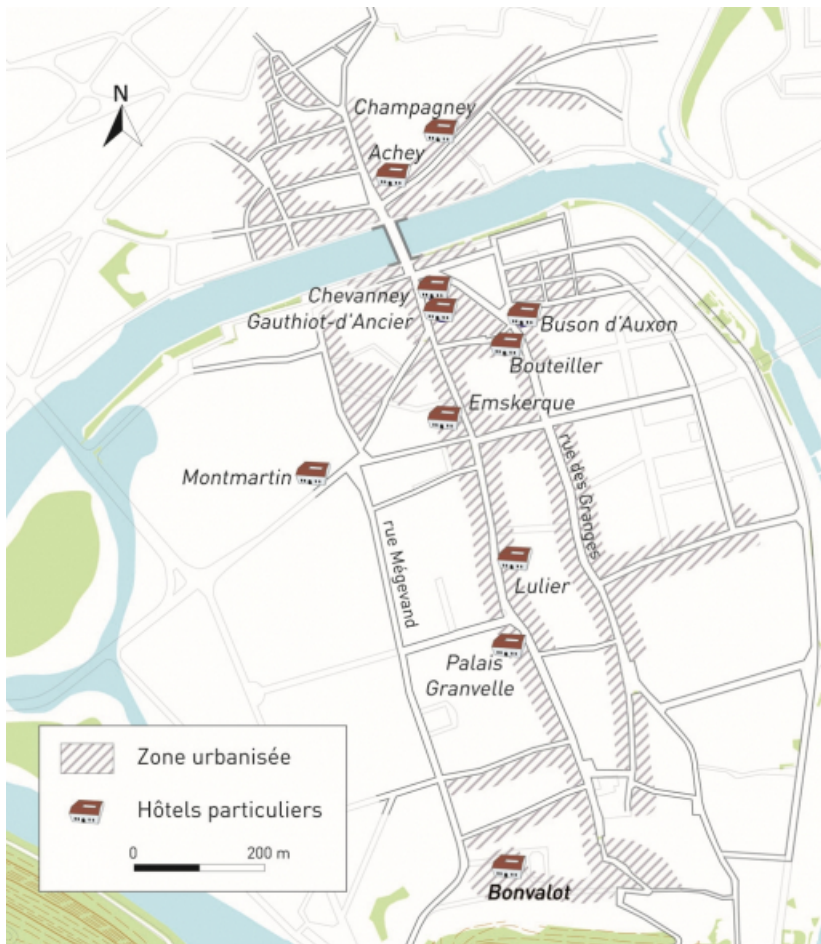 N
Champagney
Achey
Chevanney
Gauthiot-d'Ancier
Buson d'Auxon
Bouteiller
Emskerque
Montmartin
rue des Granges
rue Mégevand
Lulier
Palais
Granvelle
Zone urbanisée
Hôtels particuliers
0 200 m
Bonvalot